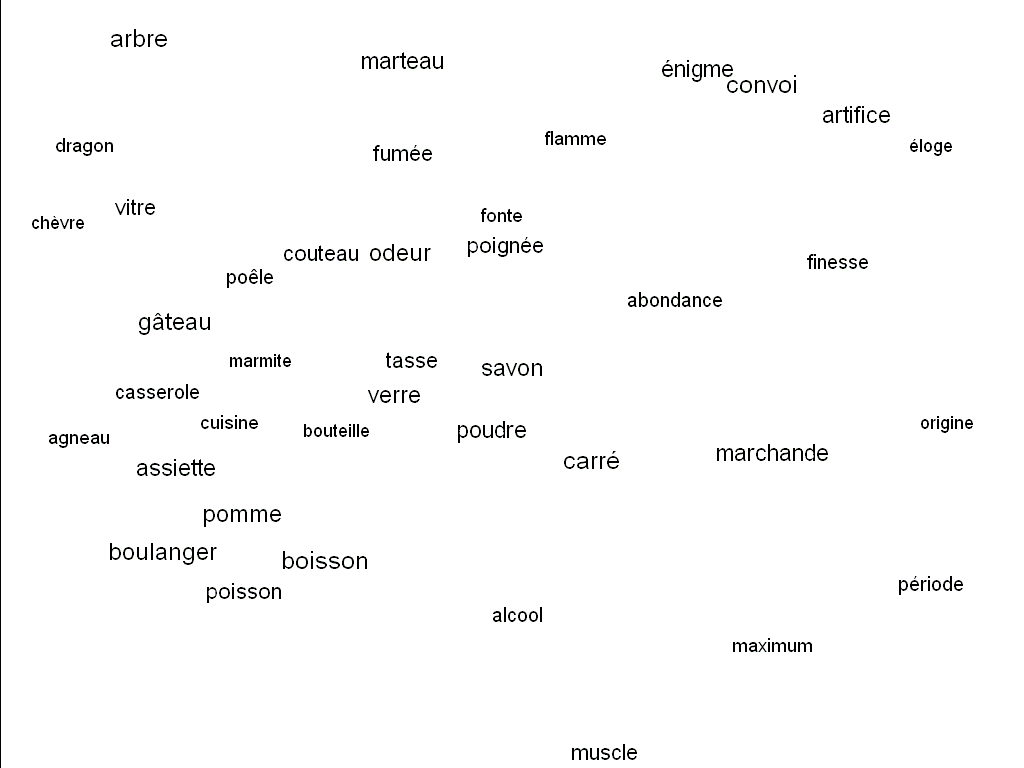 arbre
marteau
énigme
convoi
artifice
dragon
fumée
flamme
éloge
chèvre
vitre
fonte
couteau odeur
poignée
poêle
finesse
abondance
gâteau
marmite
tasse
savon
casserole
verre
agneau
cuisine
bouteille
poudre
origine
assiette
carré
marchande
pomme
boulanger
boisson
poisson
période
alcool
maximum
muscle